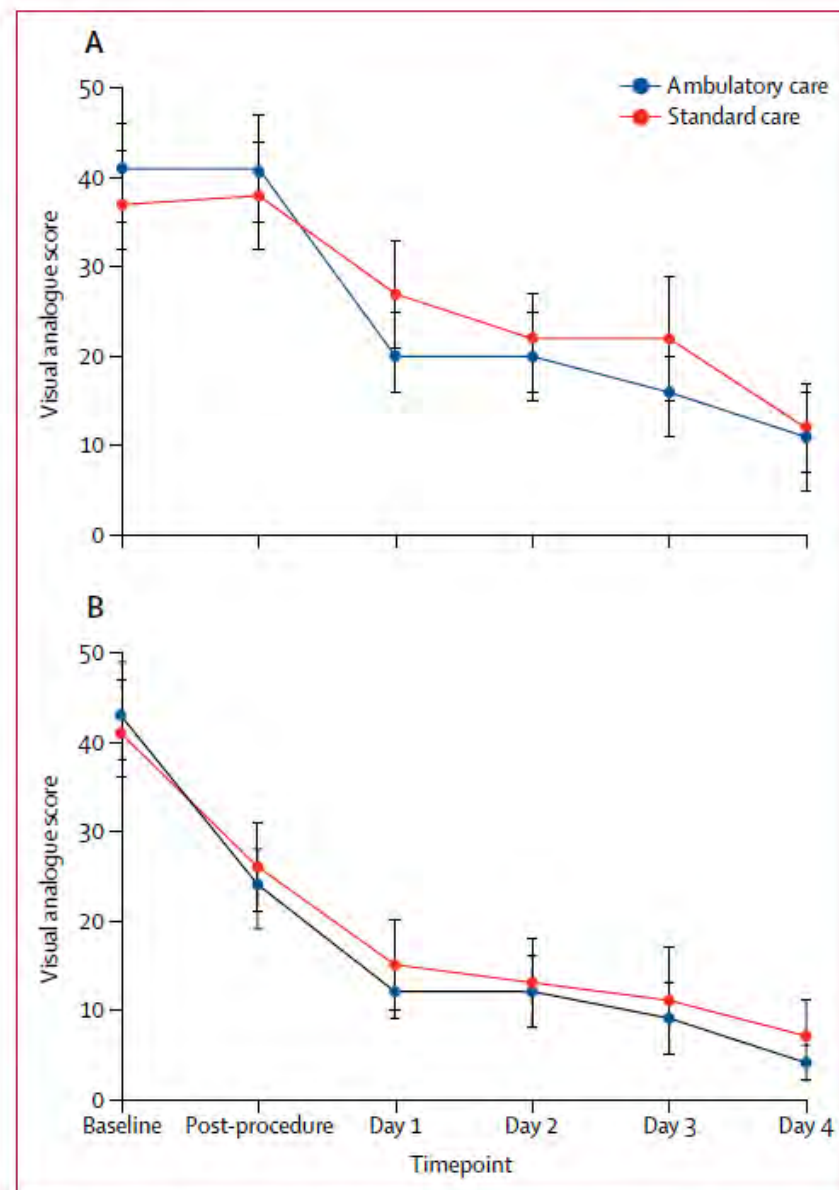 A
50
40
30
20
10
0
Visual analogue score
Ambulatory care
Standard care
B
50
40
30
20
10
0
Visual analogue score
Baseline Post-procedure Day 1 Day 2 Day 3 Day 4
Timepoint